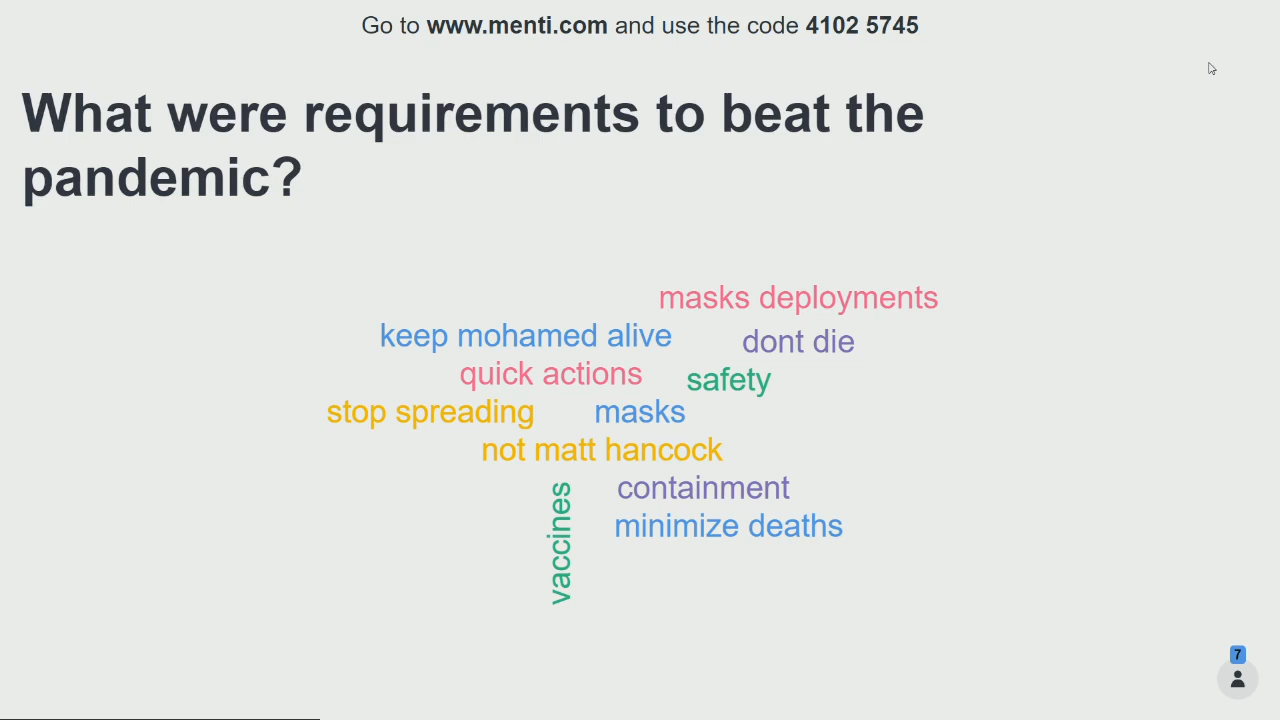 Go to www.menti.com and use the code 4102 5745
What were requirements to beat the
pandemic?
masks deployments
keep mohamed alive
dont die
quick actions
safety
stop spreading
masks
not matt hancock
containment
vaccines
minimize deaths
7